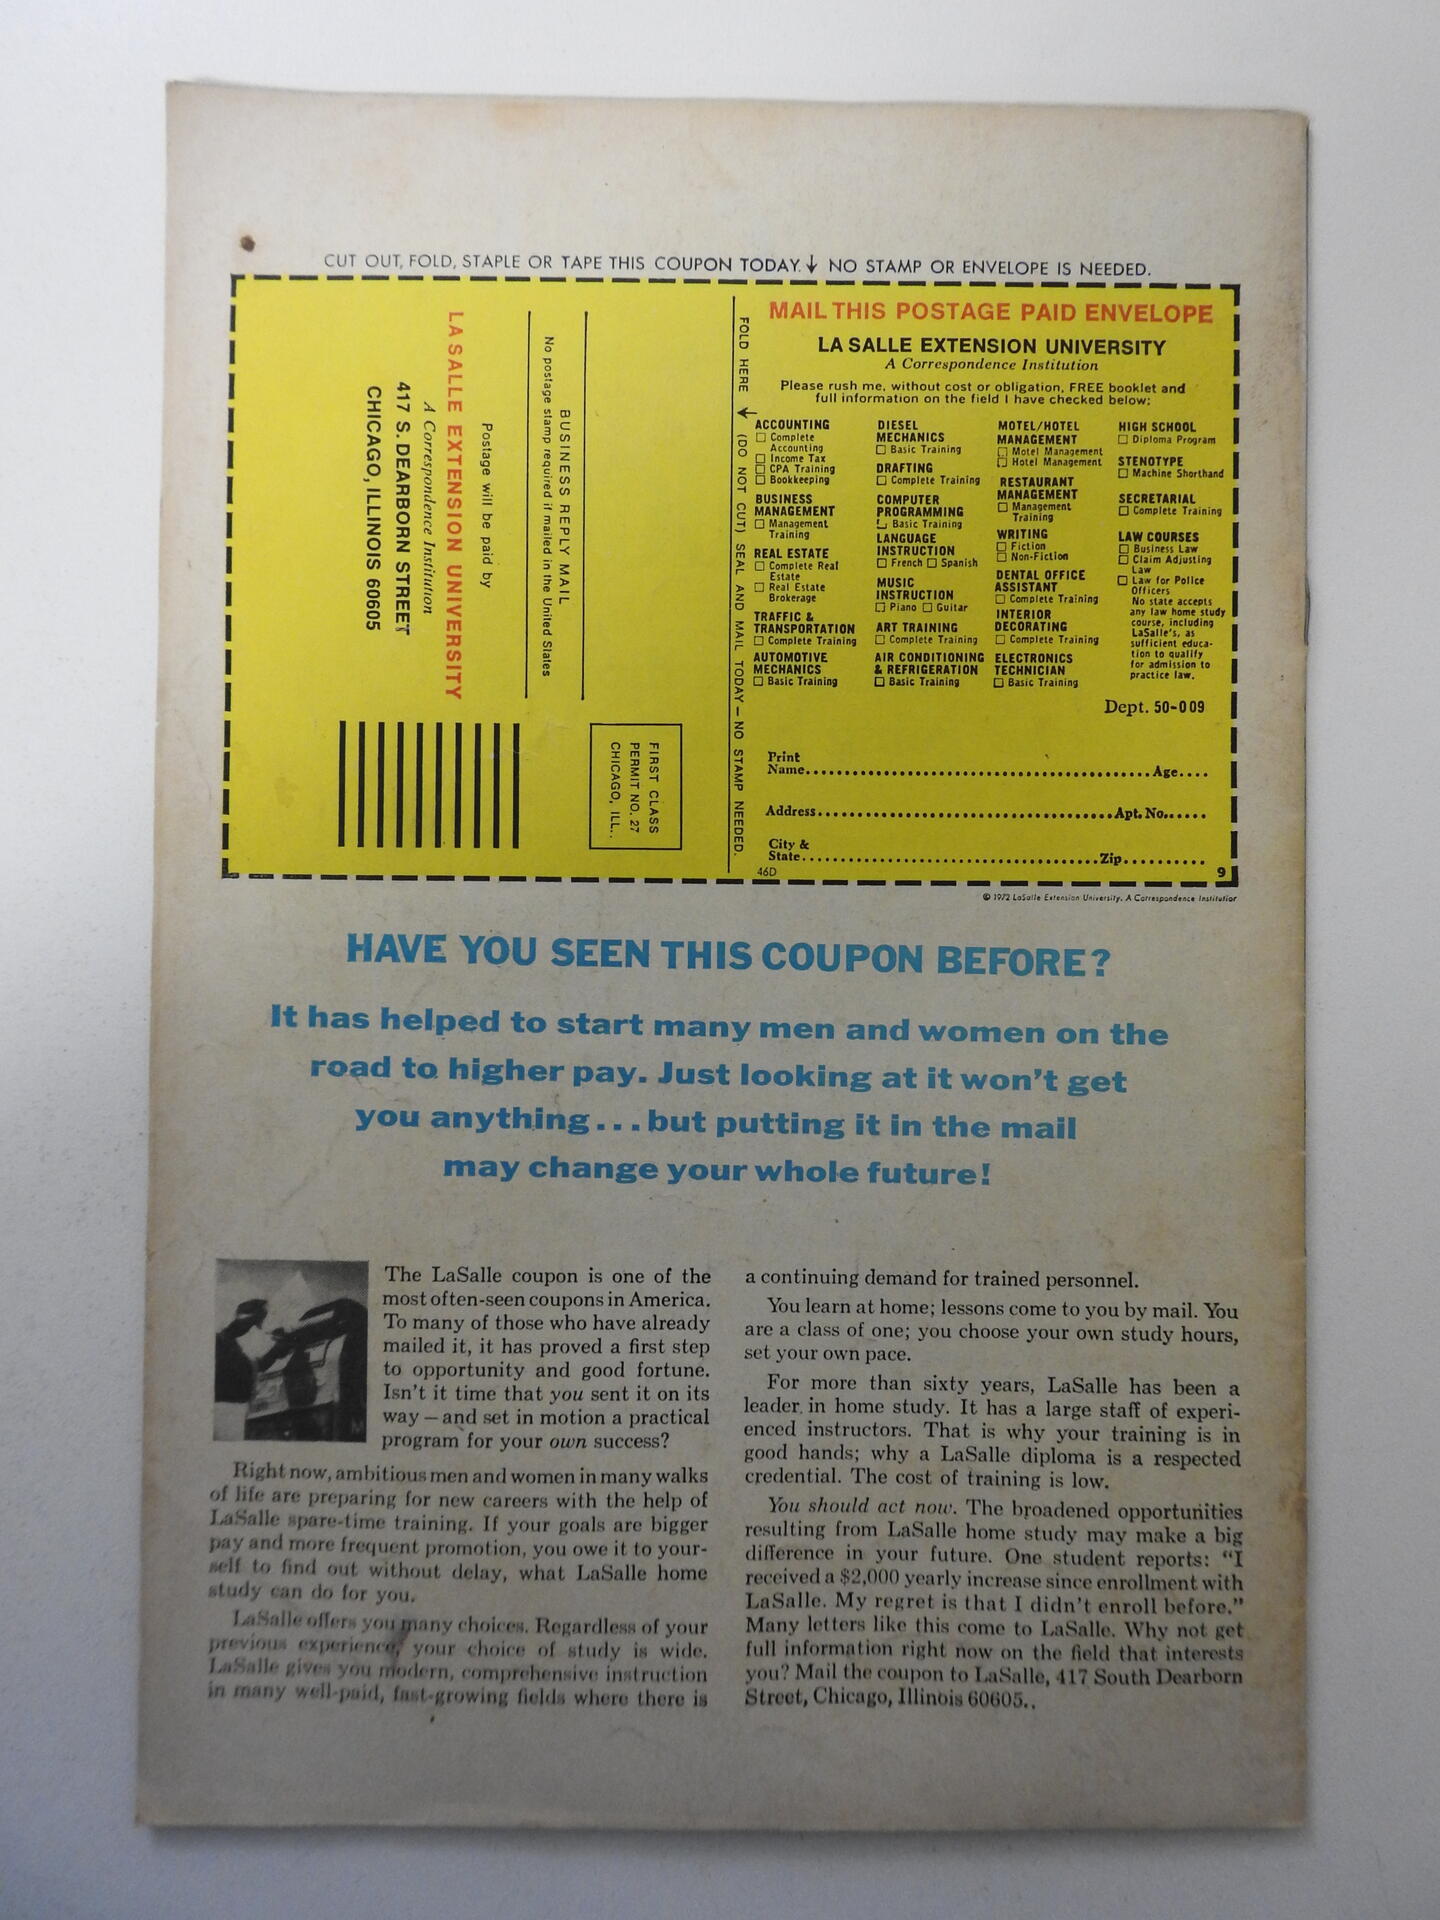 CUT OUT, FOLD, STAPLE OR TAPE THIS COUPON TODAY.↓ NO STAMP OR ENVELOPE IS NEEDED.
LA SALLE EXTENSION UNIVERSITY
A Correspondence Institution
417 S. DEARBORN STREET
CHICAGO, ILLINOIS 60605
Postage will be paid by
BUSINESS REPLY MAIL
No postage stamp required if mailed in the United States
FIRST CLASS
PERMIT NO. 27
CHICAGO, ILL..
FOLD HERE → (DO NOT CUT) SEAL AND MAIL TODAY — NO STAMP NEEDED.
MAIL THIS POSTAGE PAID ENVELOPE
LA SALLE EXTENSION UNIVERSITY
A Correspondence Institution
Please rush me, without cost or obligation, FREE booklet and
full information on the field I have checked below:
ACCOUNTING
□ Complete
Accounting
□ Income Tax
□ CPA Training
□ Bookkeeping
BUSINESS
MANAGEMENT
□ Management
Training
REAL ESTATE
□ Complete Real
Estate
□ Real Estate
Brokerage
TRAFFIC &
TRANSPORTATION
□ Complete Training
AUTOMOTIVE
MECHANICS
□ Basic Training
DIESEL
MECHANICS
□ Basic Training
DRAFTING
□ Complete Training
COMPUTER
PROGRAMMING
□ Basic Training
LANGUAGE
INSTRUCTION
□ French □ Spanish
MUSIC
INSTRUCTION
□ Piano □ Guitar
ART TRAINING
□ Complete Training
AIR CONDITIONING
& REFRIGERATION
□ Basic Training
MOTEL/HOTEL
MANAGEMENT
□ Motel Management
□ Hotel Management
RESTAURANT
MANAGEMENT
□ Management
Training
WRITING
□ Fiction
□ Non-Fiction
DENTAL OFFICE
ASSISTANT
□ Complete Training
INTERIOR
DECORATING
□ Complete Training
ELECTRONICS
TECHNICIAN
□ Basic Training
HIGH SCHOOL
□ Diploma Program
STENOTYPE
□ Machine Shorthand
SECRETARIAL
□ Complete Training
LAW COURSES
□ Business Law
□ Claim Adjusting
Law
□ Law for Police
Officers
No state accepts
any law home study
course, including
LaSalle's, as
sufficient educa-
tion to qualify
for admission to
practice law.
Dept. 50-009
Print
Name..........Age....
Address..........Apt. No......
City &
State..........Zip..........
46D
9
© 1972 LaSalle Extension University. A Correspondence Institution
HAVE YOU SEEN THIS COUPON BEFORE?
It has helped to start many men and women on the
road to higher pay. Just looking at it won't get
you anything...but putting it in the mail
may change your whole future!
The LaSalle coupon is one of the
most often-seen coupons in America.
To many of those who have already
mailed it, it has proved a first step
to opportunity and good fortune.
Isn't it time that you sent it on its
way — and set in motion a practical
program for your own success?
Right now, ambitious men and women in many walks
of life are preparing for new careers with the help of
LaSalle spare-time training. If your goals are bigger
pay and more frequent promotion, you owe it to your-
self to find out without delay, what LaSalle home
study can do for you.
LaSalle offers you many choices. Regardless of your
previous experience, your choice of study is wide.
LaSalle gives you modern, comprehensive instruction
in many well-paid, fast-growing fields where there is
a continuing demand for trained personnel.
You learn at home; lessons come to you by mail. You
are a class of one; you choose your own study hours,
set your own pace.
For more than sixty years, LaSalle has been a
leader in home study. It has a large staff of experi-
enced instructors. That is why your training is in
good hands; why a LaSalle diploma is a respected
credential. The cost of training is low.
You should act now. The broadened opportunities
resulting from LaSalle home study may make a big
difference in your future. One student reports: "I
received a $2,000 yearly increase since enrollment with
LaSalle. My regret is that I didn't enroll before."
Many letters like this come to LaSalle. Why not get
full information right now on the field that interests
you? Mail the coupon to LaSalle, 417 South Dearborn
Street, Chicago, Illinois 60605..